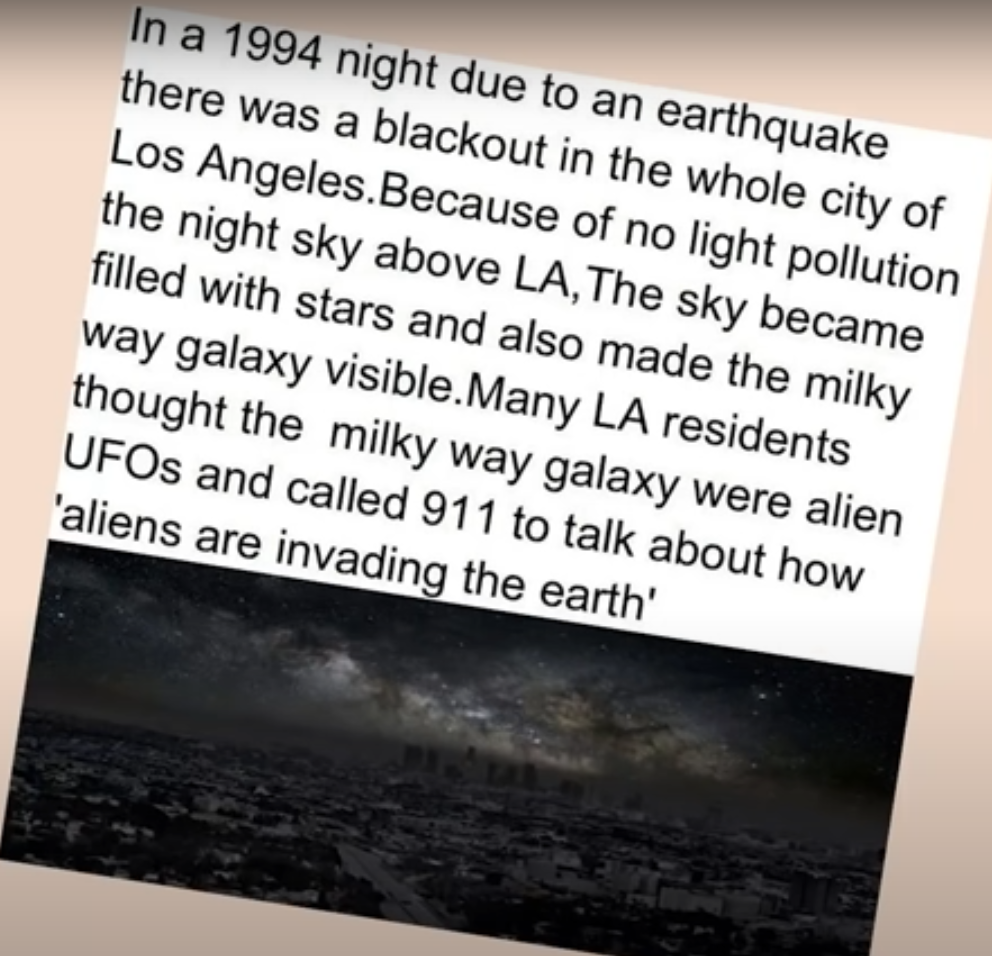 In a 1994 night due to an earthquake
there was a blackout in the whole city of
Los Angeles.Because of no light pollution
the night sky above LA,The sky became
filled with stars and also made the milky
way galaxy visible.Many LA residents
thought the  milky way galaxy were alien
UFOs and called 911 to talk about how
'aliens are invading the earth'